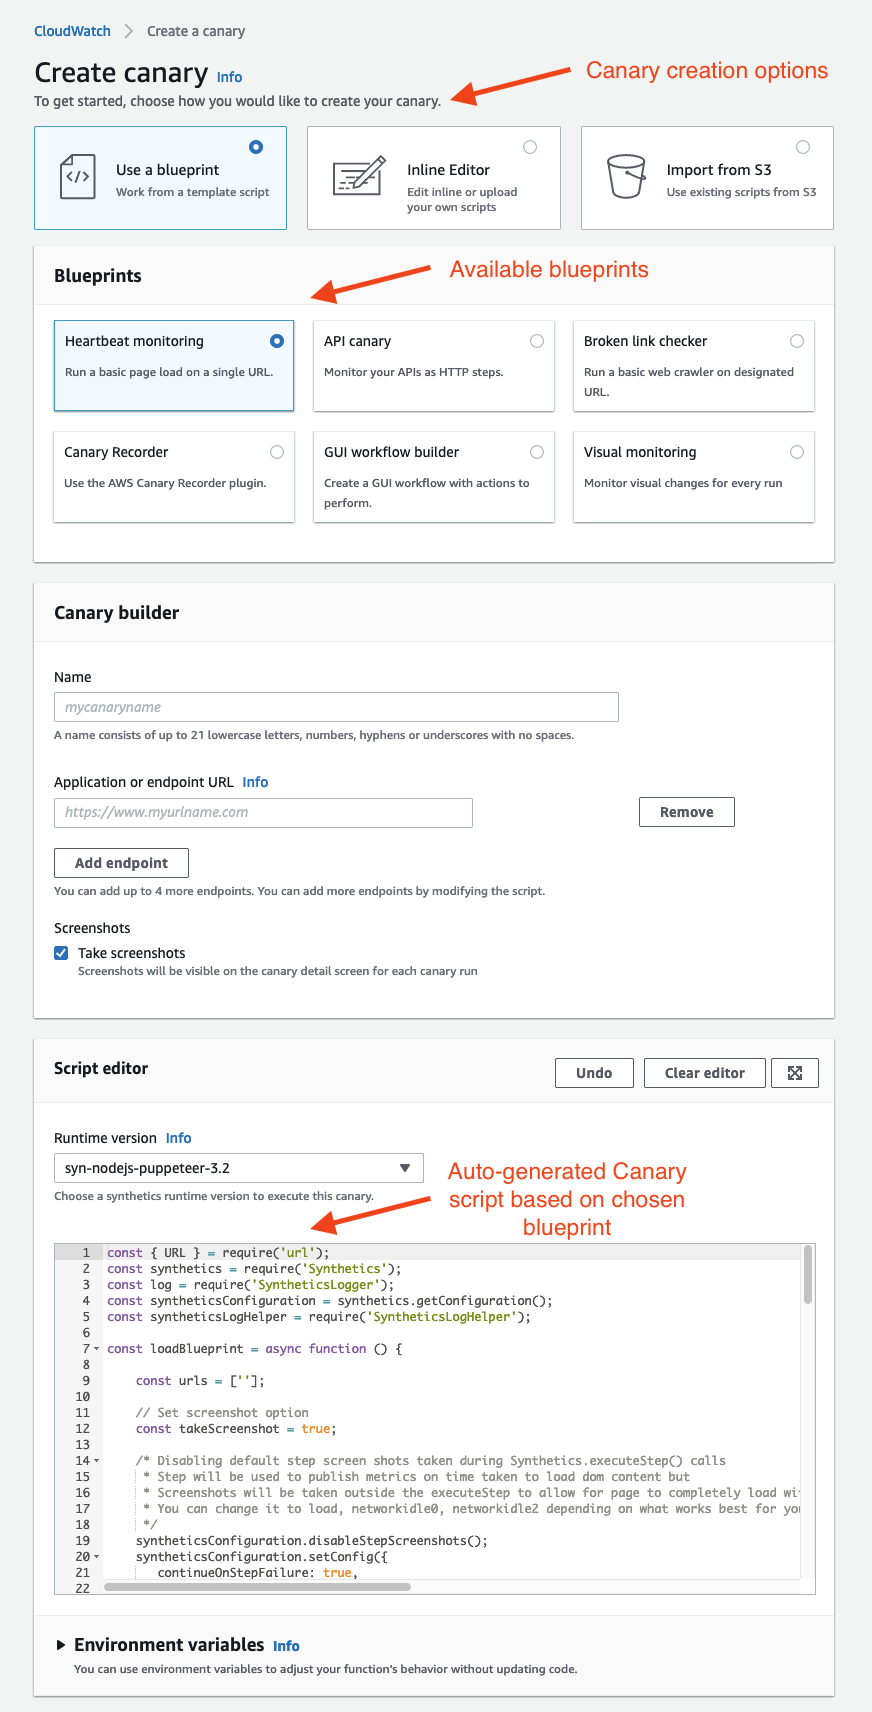 CloudWatch > Create a canary
Create canary Info
Canary creation options
To get started, choose how you would like to create your canary.
Use a blueprint
Work from a template script
Inline Editor
Edit inline or upload
your own scripts
Import from S3
Use existing scripts from S3
Blueprints
Available blueprints
Heartbeat monitoring
Run a basic page load on a single URL.
API canary
Monitor your APIs as HTTP steps.
Broken link checker
Run a basic web crawler on designated
URL.
Canary Recorder
Use the AWS Canary Recorder plugin.
GUI workflow builder
Create a GUI workflow with actions to
perform.
Visual monitoring
Monitor visual changes for every run
Canary builder
Name
mycanaryname
A name consists of up to 21 lowercase letters, numbers, hyphens or underscores with no spaces.
Application or endpoint URL Info
https://www.myurlname.com
Remove
Add endpoint
You can add up to 4 more endpoints. You can add more endpoints by modifying the script.
Screenshots
Take screenshots
Screenshots will be visible on the canary detail screen for each canary run
Script editor
Undo
Clear editor
Runtime version Info
syn-nodejs-puppeteer-3.2
Choose a synthetics runtime version to execute this canary.
Auto-generated Canary
script based on chosen
blueprint
1 const { URL } = require('url');
2 const synthetics = require('Synthetics');
3 const log = require('SyntheticsLogger');
4 const syntheticsConfiguration = synthetics.getConfiguration();
5 const syntheticsLogHelper = require('SyntheticsLogHelper');
6
7 const loadBlueprint = async function () {
8
9 const urls = [''];
10
11 // Set screenshot option
12 const takeScreenshot = true;
13
14 /* Disabling default step screen shots taken during Synthetics.executeStep() calls
15 * Step will be used to publish metrics on time taken to load dom content but
16 * Screenshots will be taken outside the executeStep to allow for page to completely load wi
17 * You can change it to load, networkidle0, networkidle2 depending on what works best for yo
18 */
19 syntheticsConfiguration.disableStepScreenshots();
20 syntheticsConfiguration.setConfig({
21 continueOnStepFailure: true,
22
Environment variables Info
You can use environment variables to adjust your function's behavior without updating code.